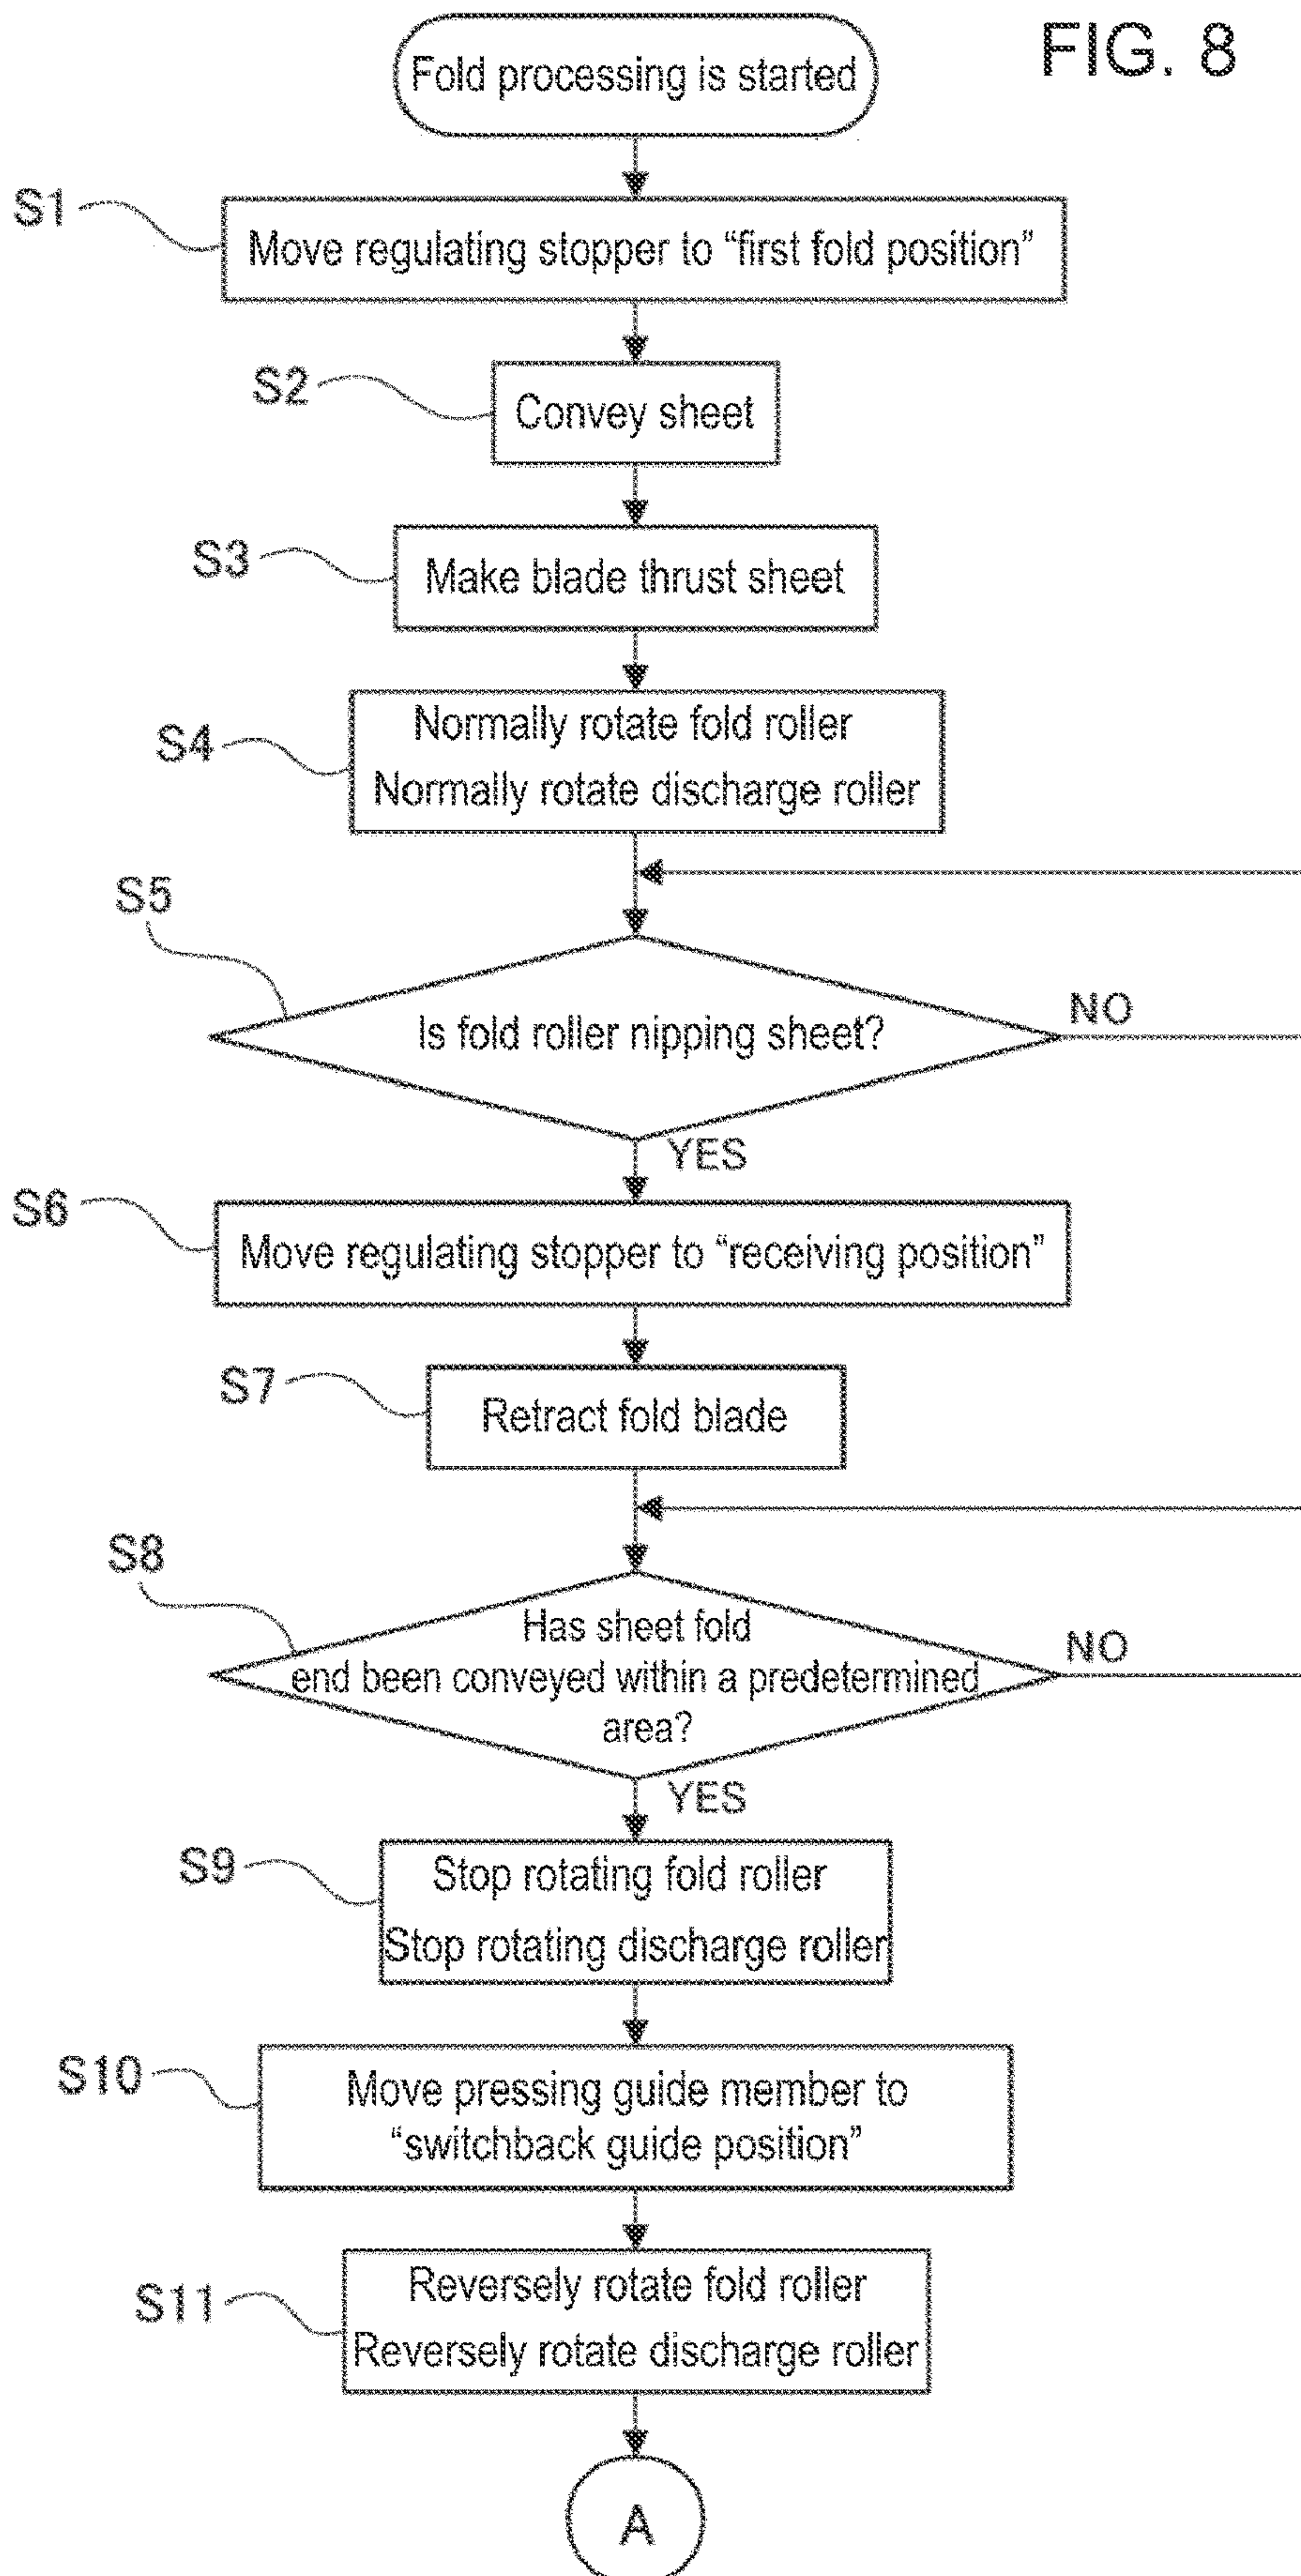 FIG. 8
Fold processing is started
S1
Move regulating stopper to “first fold position”
S2
Convey sheet
S3
Make blade thrust sheet
S4
Normally rotate fold roller
Normally rotate discharge roller
S5
Is fold roller nipping sheet?
NO
YES
S6
Move regulating stopper to “receiving position”
S7
Retract fold blade
S8
Has sheet fold
end been conveyed within a predetermined
area?
NO
YES
S9
Stop rotating fold roller
Stop rotating discharge roller
S10
Move pressing guide member to
“switchback guide position”
S11
Reversely rotate fold roller
Reversely rotate discharge roller
A